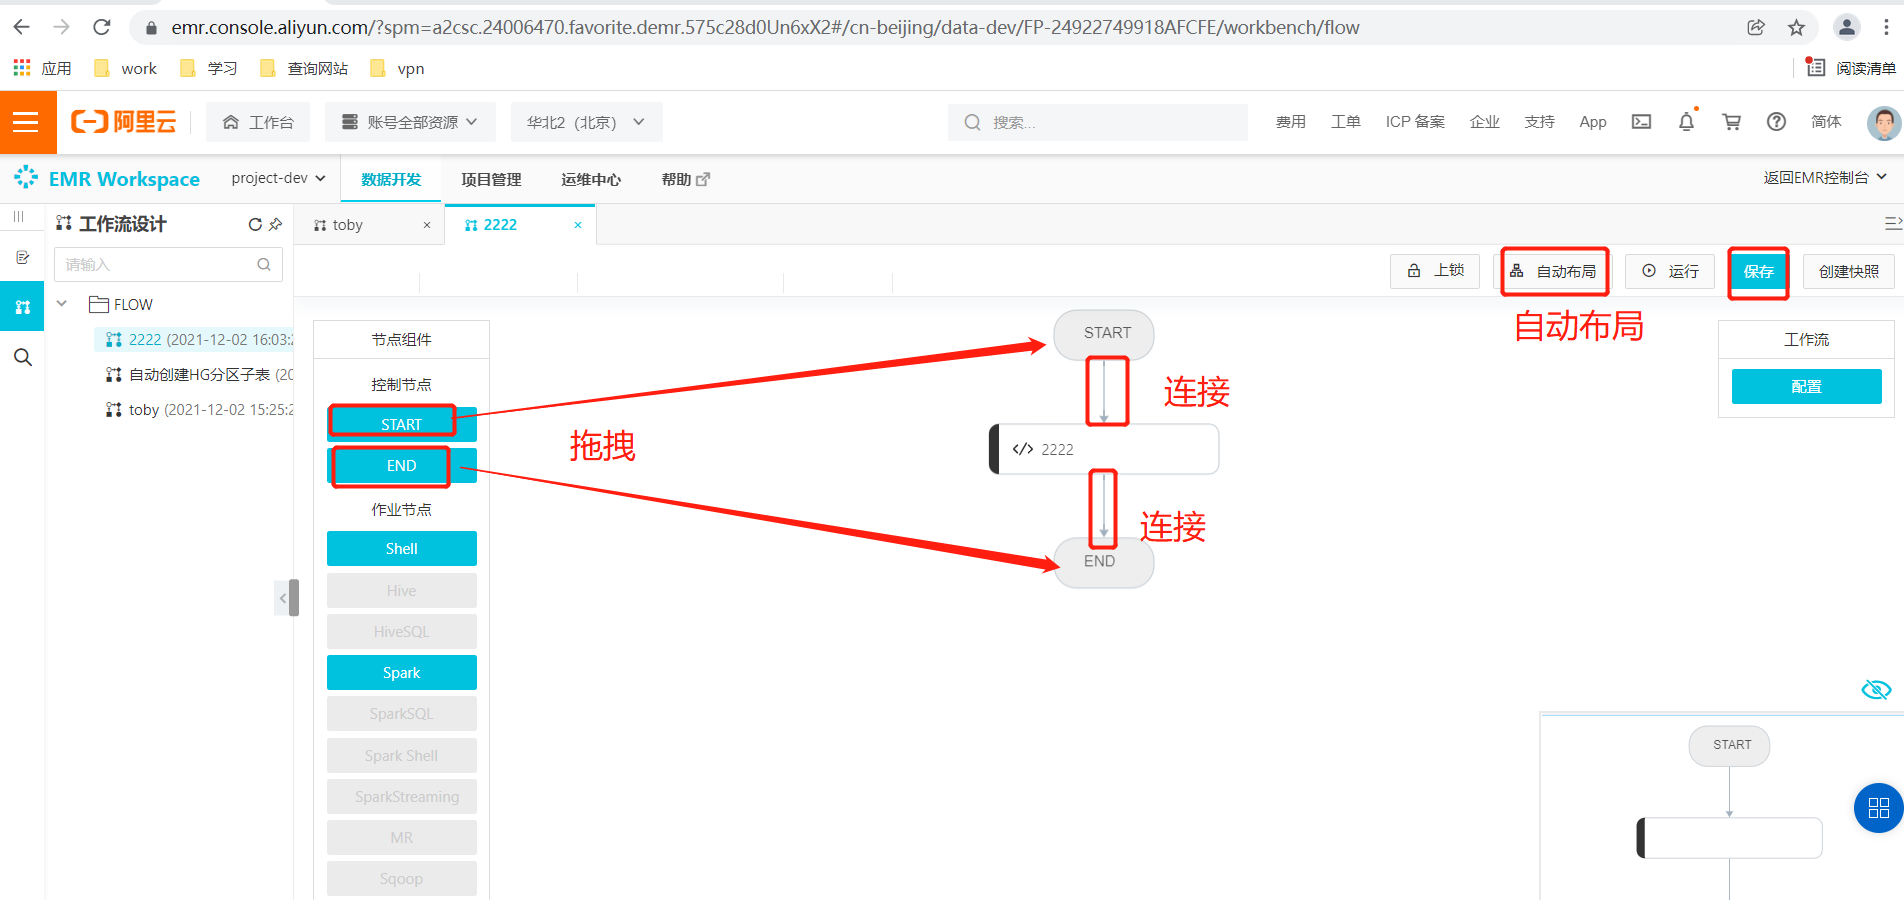 emr.console.aliyun.com/?spm=a2csc.24006470.favorite.demr.575c28d0Un6xX2#/cn-beijing/data-dev/FP-24922749918AFCFE/workbench/flow
应用 work 学习 查询网站 vpn 阅读清单
阿里云 工作台 账号全部资源 华北2（北京） 搜索... 费用 工单 ICP 备案 企业 支持 App 简体
EMR Workspace project-dev 数据开发 项目管理 运维中心 帮助 返回EMR控制台
工作流设计 toby × 2222 ×
请输入
上锁 自动布局 运行 保存 创建快照
FLOW
2222 (2021-12-02 16:03:2
自动创建HG分区子表 (20
toby (2021-12-02 15:25:2
节点组件
控制节点
START
END
作业节点
Shell
Hive
HiveSQL
Spark
SparkSQL
Spark Shell
SparkStreaming
MR
Sqoop
拖拽
START
连接
</> 2222
连接
END
自动布局
工作流
配置
START